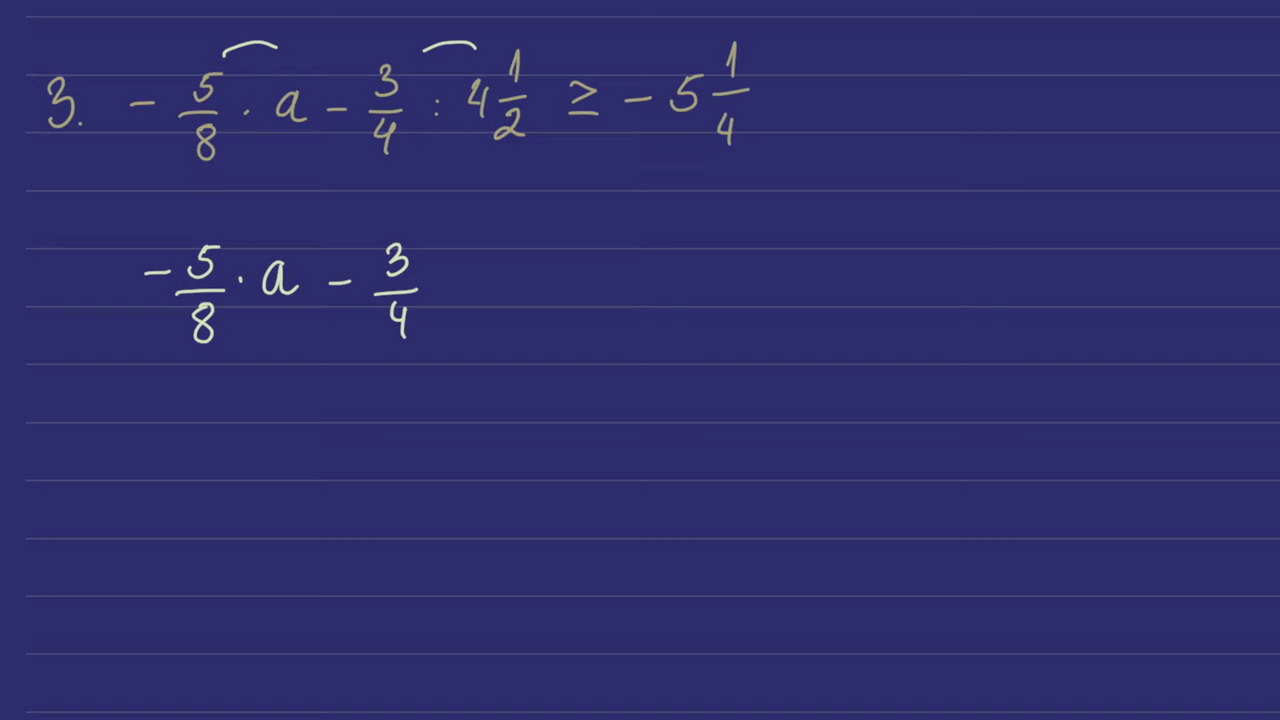 3. - 5/8 · a - 3/4 : 4 1/2 ≥ - 5 1/4
- 5/8 · a - 3/4